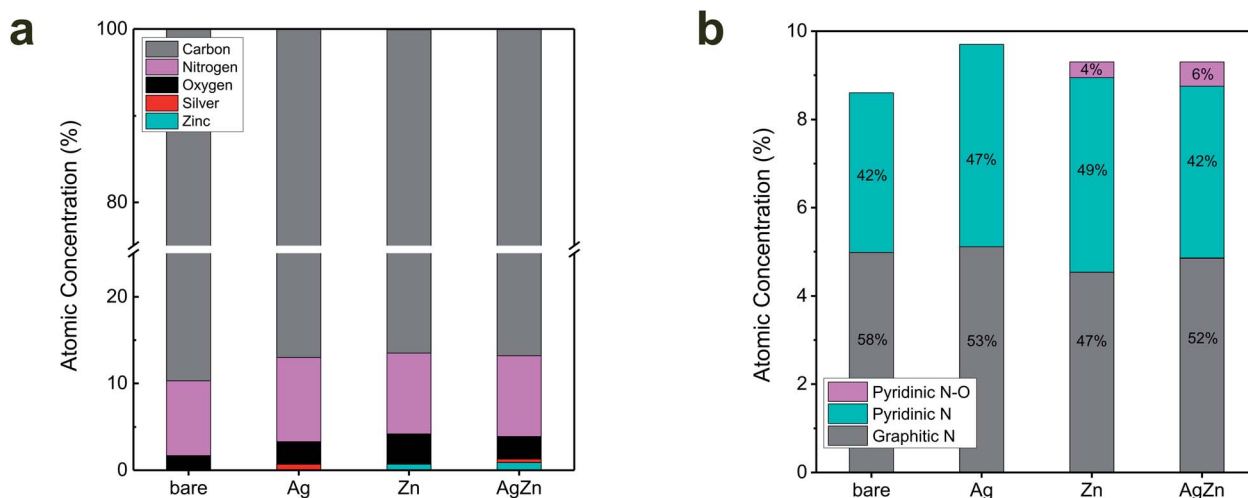 a
Atomic Concentration (%)
100
80
20
10
0
Carbon
Nitrogen
Oxygen
Silver
Zinc
bare Ag Zn AgZn
b
Atomic Concentration (%)
10
8
6
4
2
0
4% 6%
42% 47% 49% 42%
58% 53% 47% 52%
Pyridinic N-O
Pyridinic N
Graphitic N
bare Ag Zn AgZn